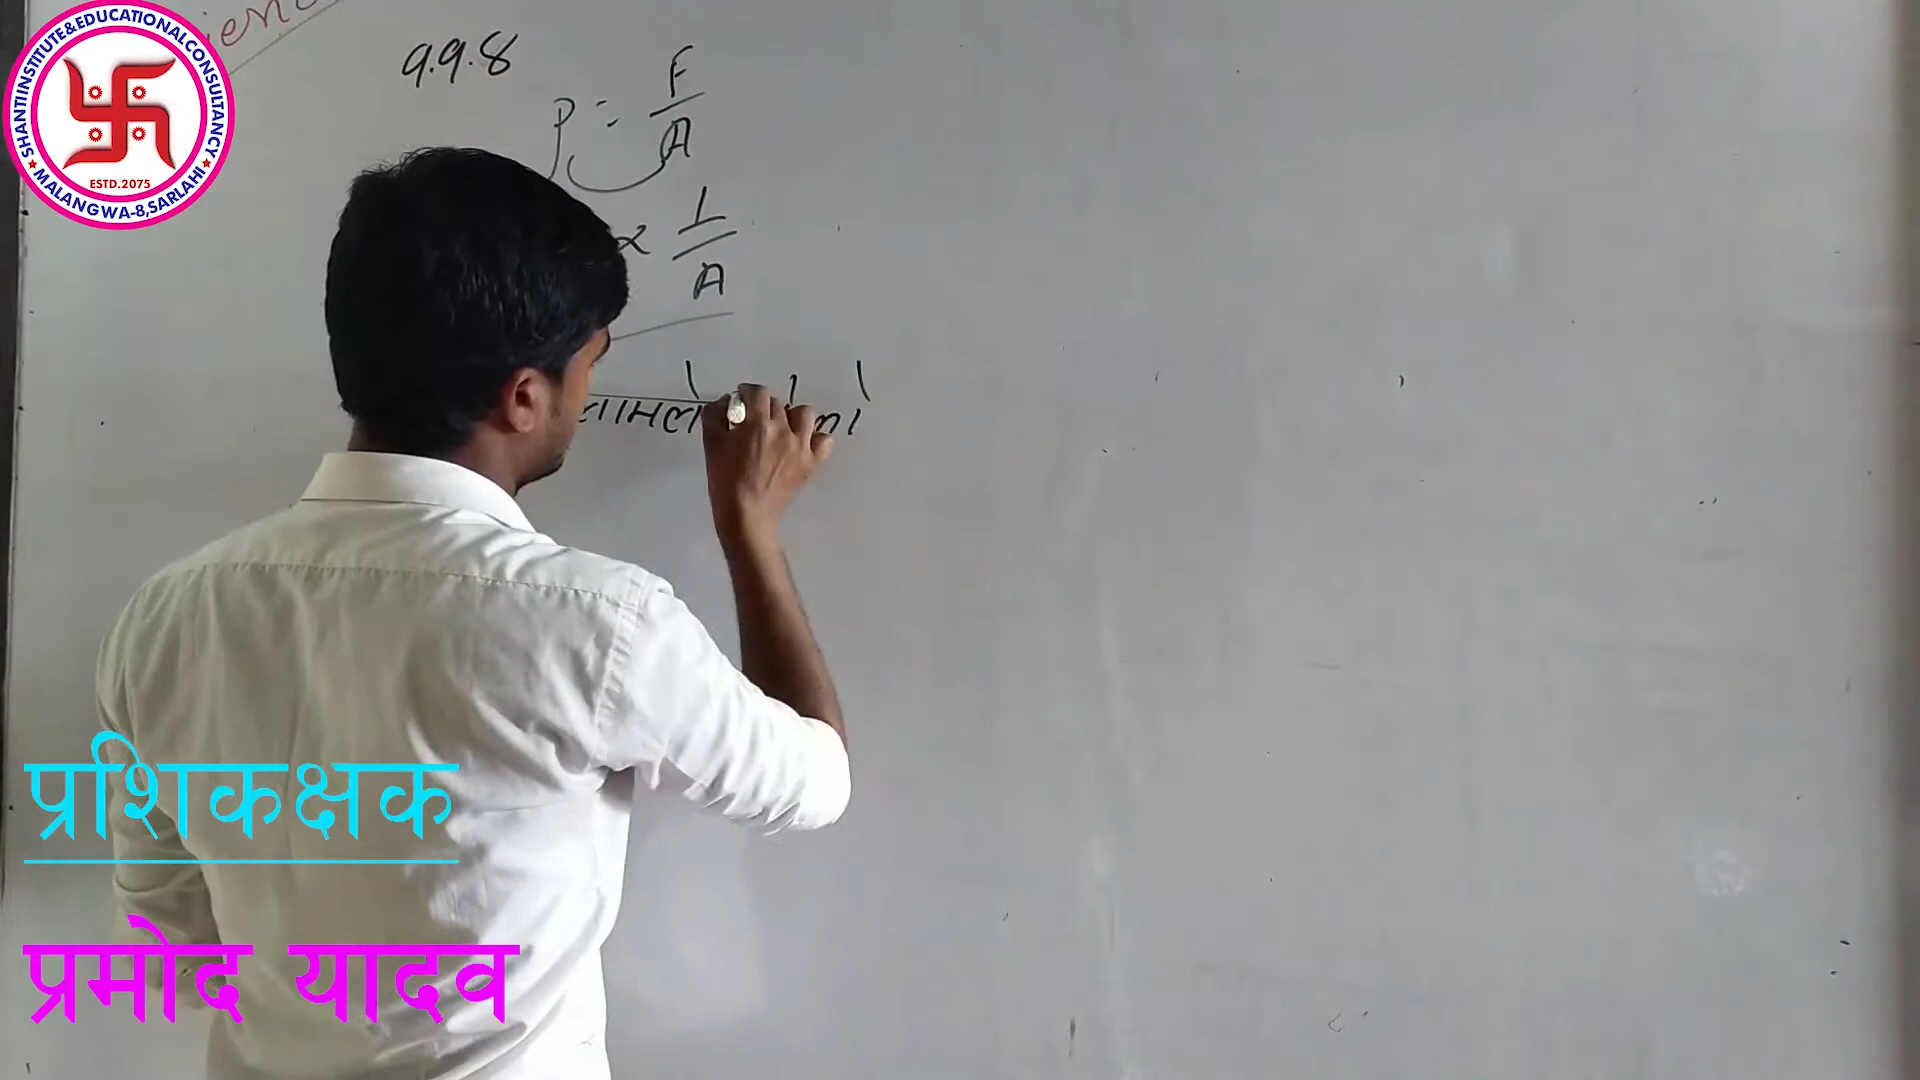 SHANTI INSTITUTE & EDUCATIONAL CONSULTANCY
ESTD.2075
MALANGWA-8,SARLAHI
9.9.8
P = F/A
∝ 1/A
प्रशिकक्षक
प्रमोद यादव